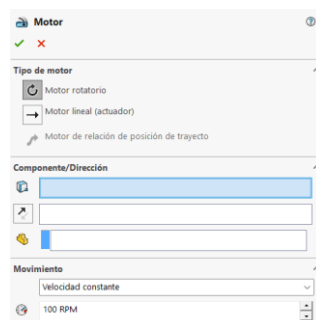 Motor
Tipo de motor
Motor rotatorio
Motor lineal (actuador)
Motor de relación de posición de trayecto
Componente/Dirección
Movimiento
Velocidad constante
100 RPM